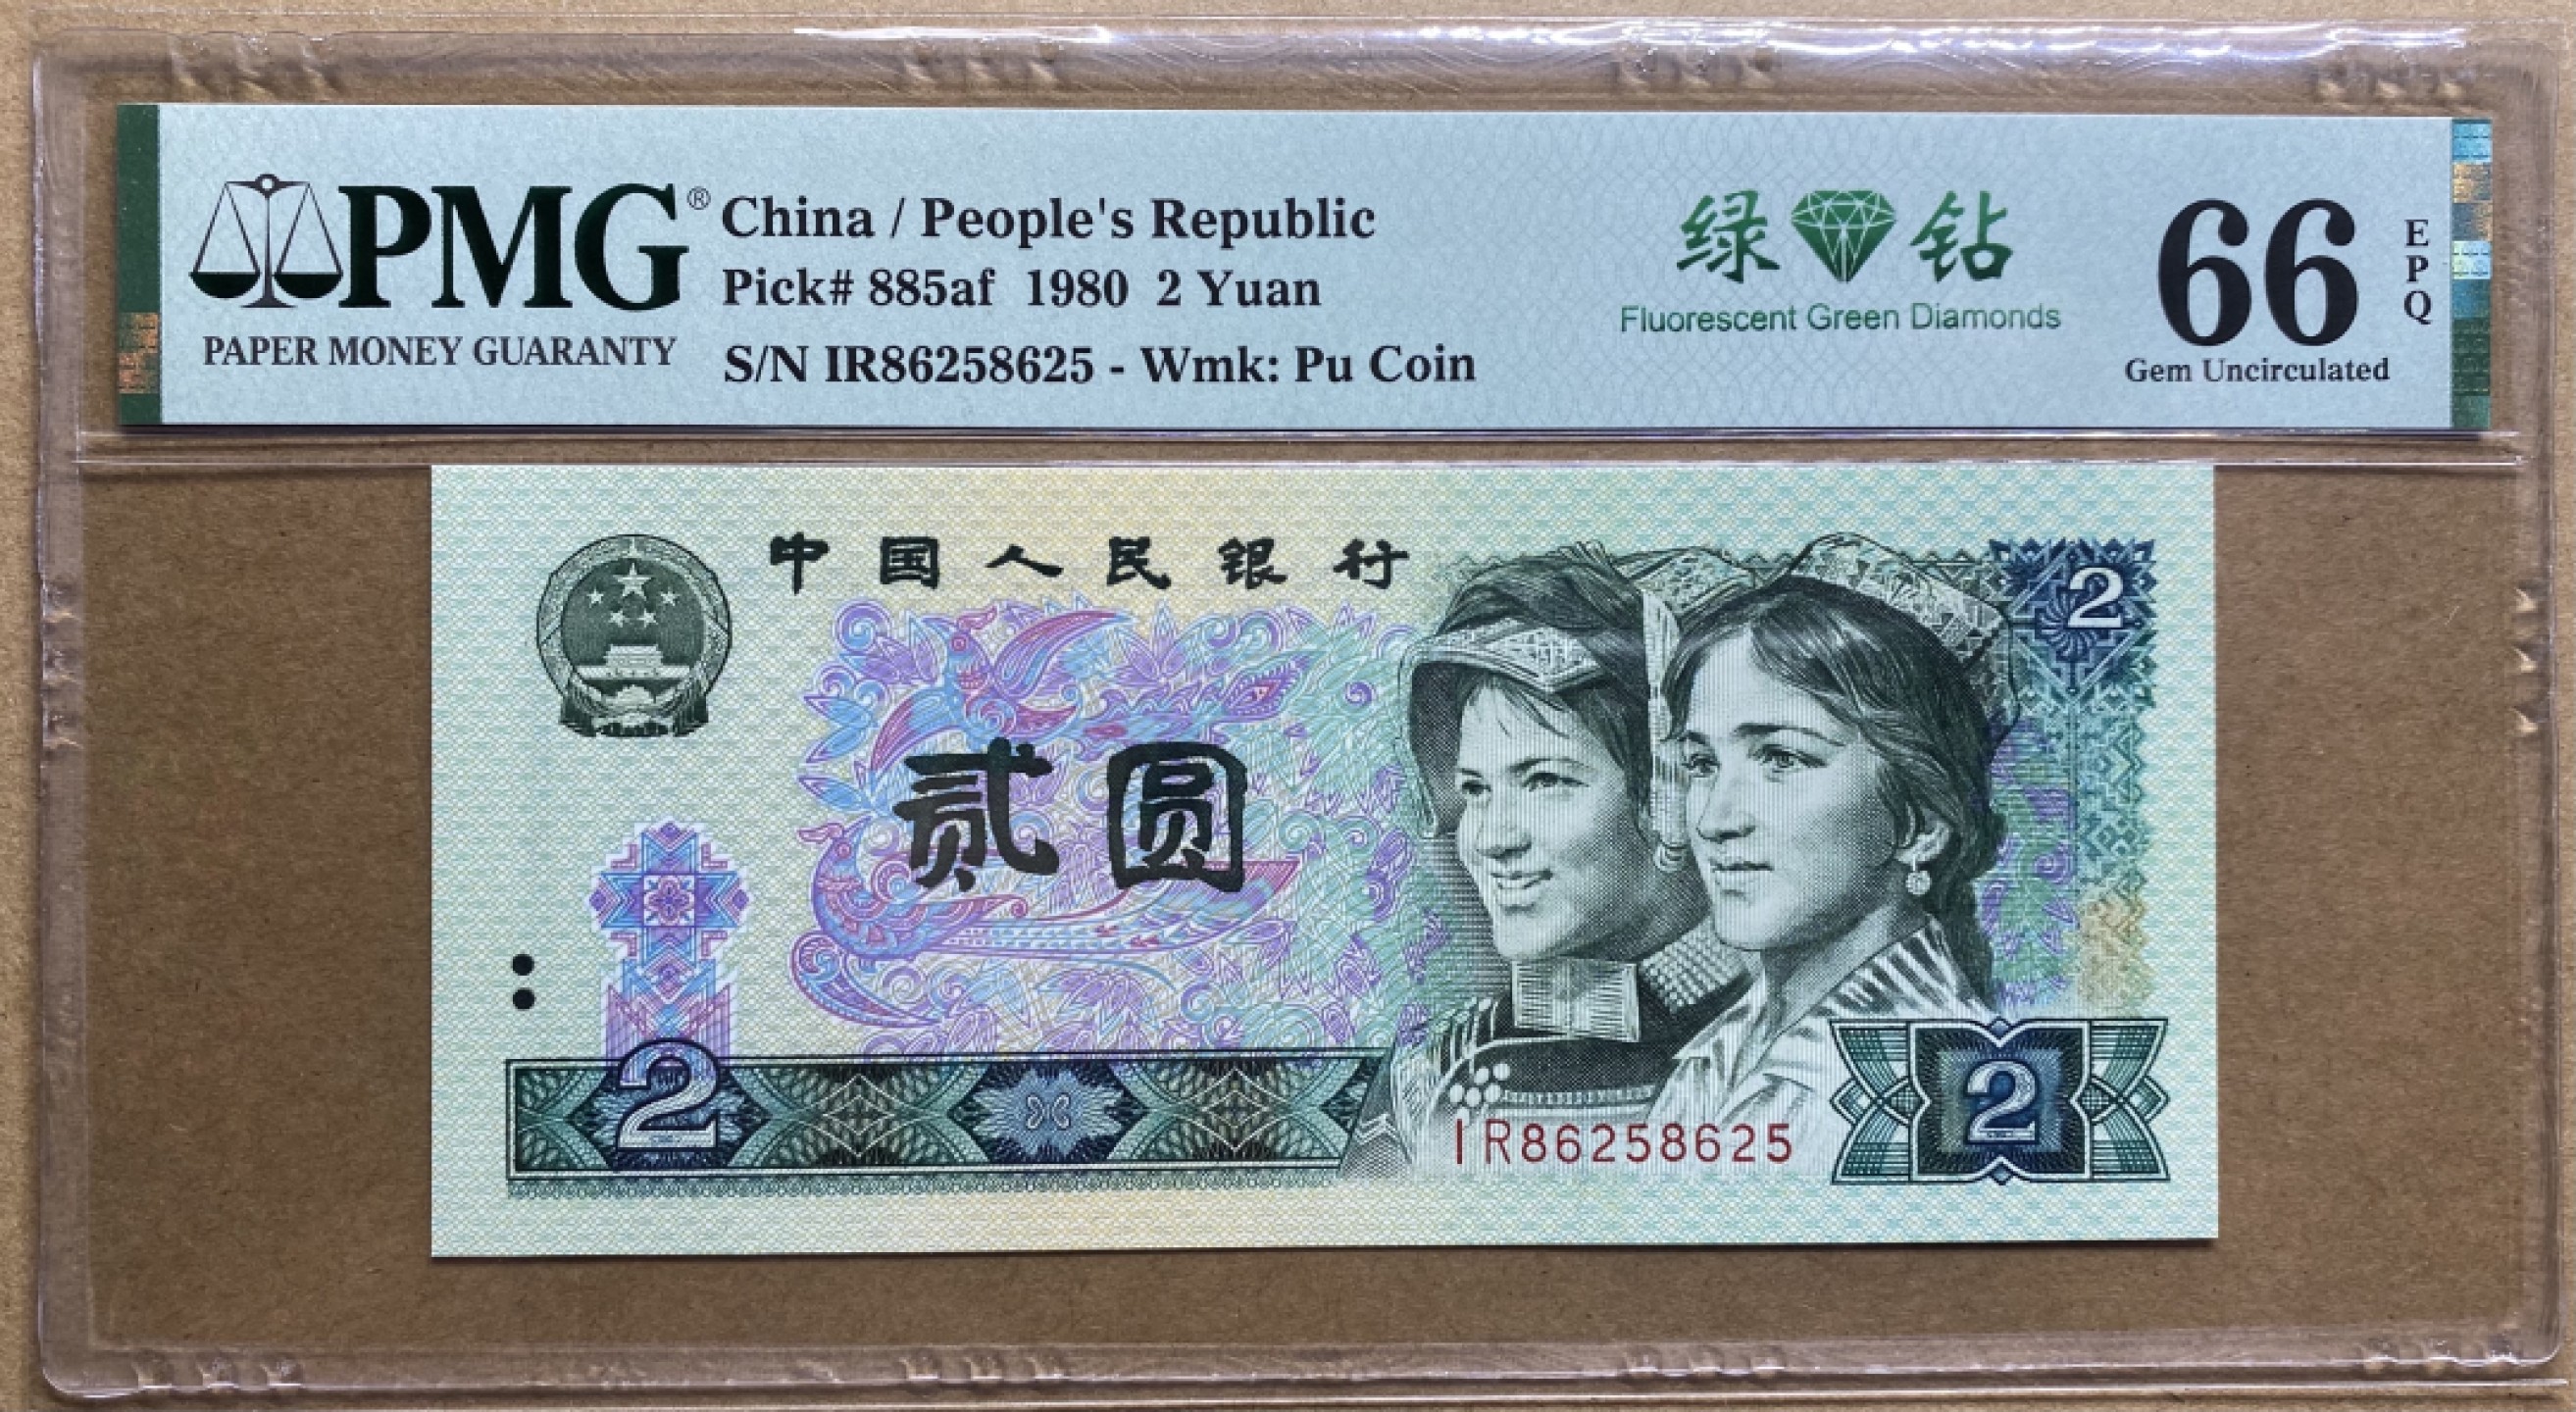 PMG®
PAPER MONEY GUARANTY
China / People's Republic
Pick# 885af 1980 2 Yuan
S/N IR86258625 - Wmk: Pu Coin
绿钻
Fluorescent Green Diamonds
66
EPQ
Gem Uncirculated
中国人民银行
2
贰圆
2
IR86258625
2